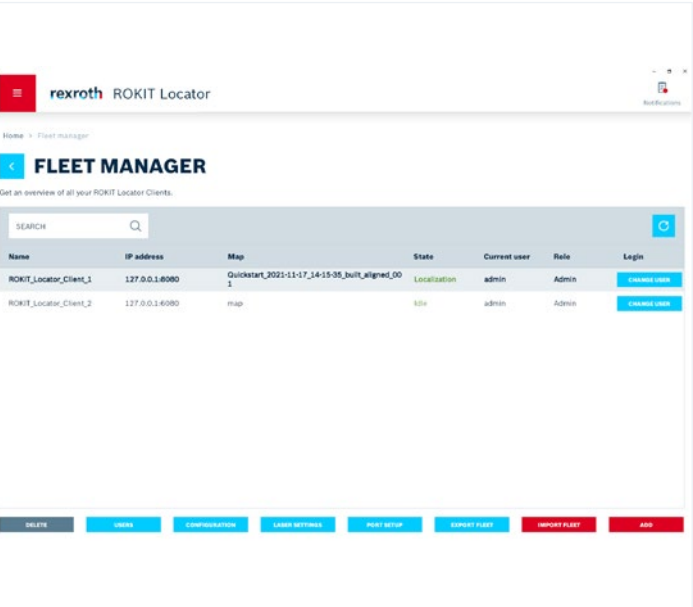 rexroth ROKIT Locator
Notifications
Home > Fleet manager
FLEET MANAGER
Get an overview of all your ROKIT Locator Clients.
SEARCH
Name IP address Map State Current user Role Login
ROKIT_Locator_Client_1 127.0.0.1:8080 Quickstart_2021-11-17_14-15-35_built_aligned_00
1 Localization admin Admin CHANGE USER
ROKIT_Locator_Client_2 127.0.0.1:6080 map Idle admin Admin CHANGE USER
DELETE USERS CONFIGURATION LASER SETTINGS PORT SETUP EXPORT FLEET IMPORT FLEET ADD